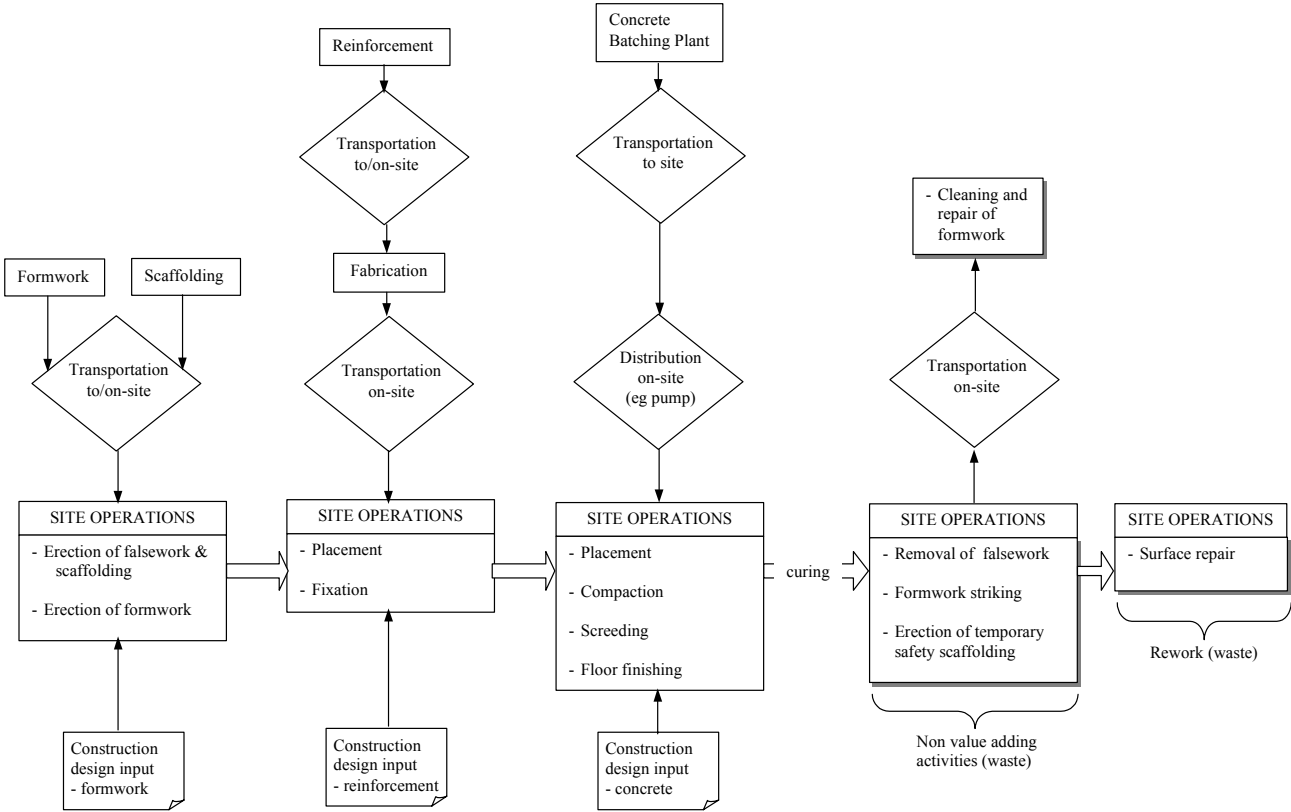 Reinforcement
Transportation
to/on-site
Fabrication
Transportation
on-site
Concrete
Batching Plant
Transportation
to site
Distribution
on-site
(eg pump)
Formwork
Scaffolding
Transportation
to/on-site
- Cleaning and
repair of
formwork
Transportation
on-site
SITE OPERATIONS
- Erection of falsework &
scaffolding
- Erection of formwork
SITE OPERATIONS
- Placement
- Fixation
SITE OPERATIONS
- Placement
- Compaction
- Screeding
- Floor finishing
curing
SITE OPERATIONS
- Removal of falsework
- Formwork striking
- Erection of temporary
safety scaffolding
SITE OPERATIONS
- Surface repair
Rework (waste)
Non value adding
activities (waste)
Construction
design input
- formwork
Construction
design input
- reinforcement
Construction
design input
- concrete